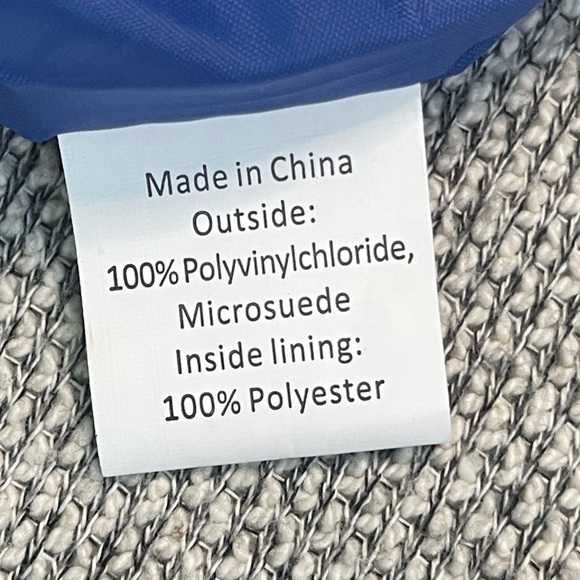 Made in China
Outside:
100% Polyvinylchloride,
Microsuede
Inside lining:
100% Polyester